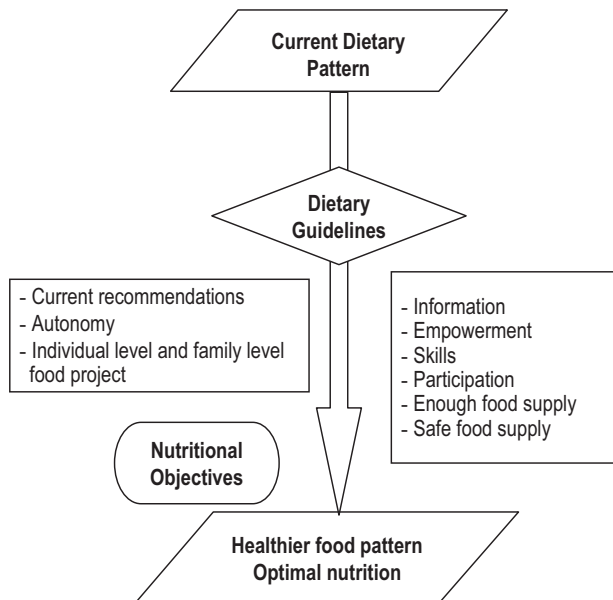 Current Dietary
Pattern
Dietary
Guidelines
- Current recommendations
- Autonomy
- Individual level and family level
food project
- Information
- Empowerment
- Skills
- Participation
- Enough food supply
- Safe food supply
Nutritional
Objectives
Healthier food pattern
Optimal nutrition